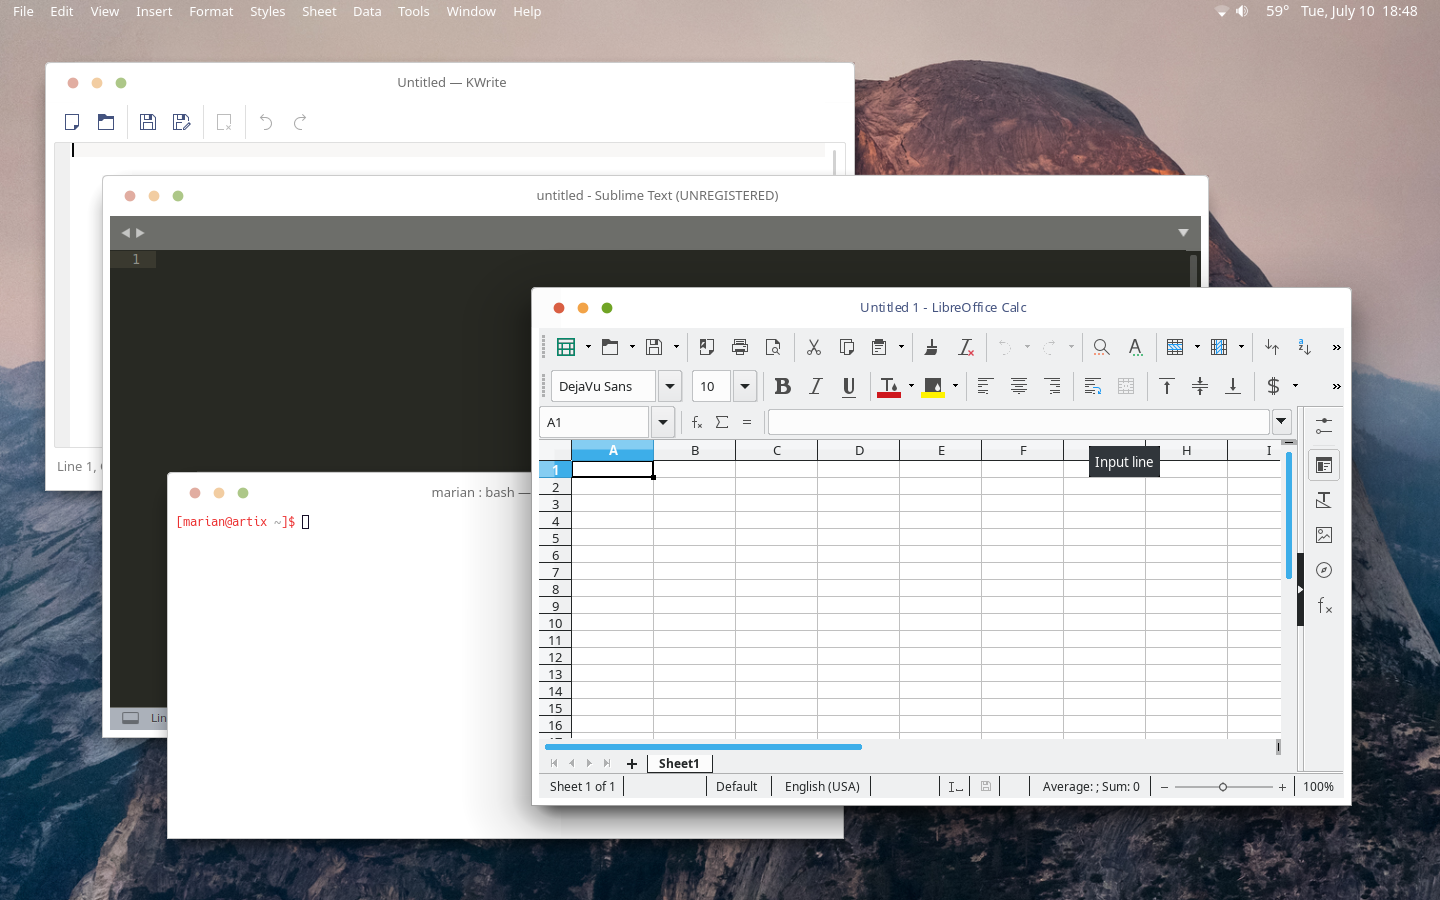 File Edit View Insert Format Styles Sheet Data Tools Window Help
59° Tue, July 10 18:48
Untitled — KWrite
Line 1,
untitled - Sublime Text (UNREGISTERED)
1
Lin
marian : bash —
[marian@artix ~]$
Untitled 1 - LibreOffice Calc
DejaVu Sans 10 B I U $
A1
A B C D E F H I
Input line
1
2
3
4
5
6
7
8
9
10
11
12
13
14
15
16
Sheet1
Sheet 1 of 1 Default English (USA) Average: ; Sum: 0 100%